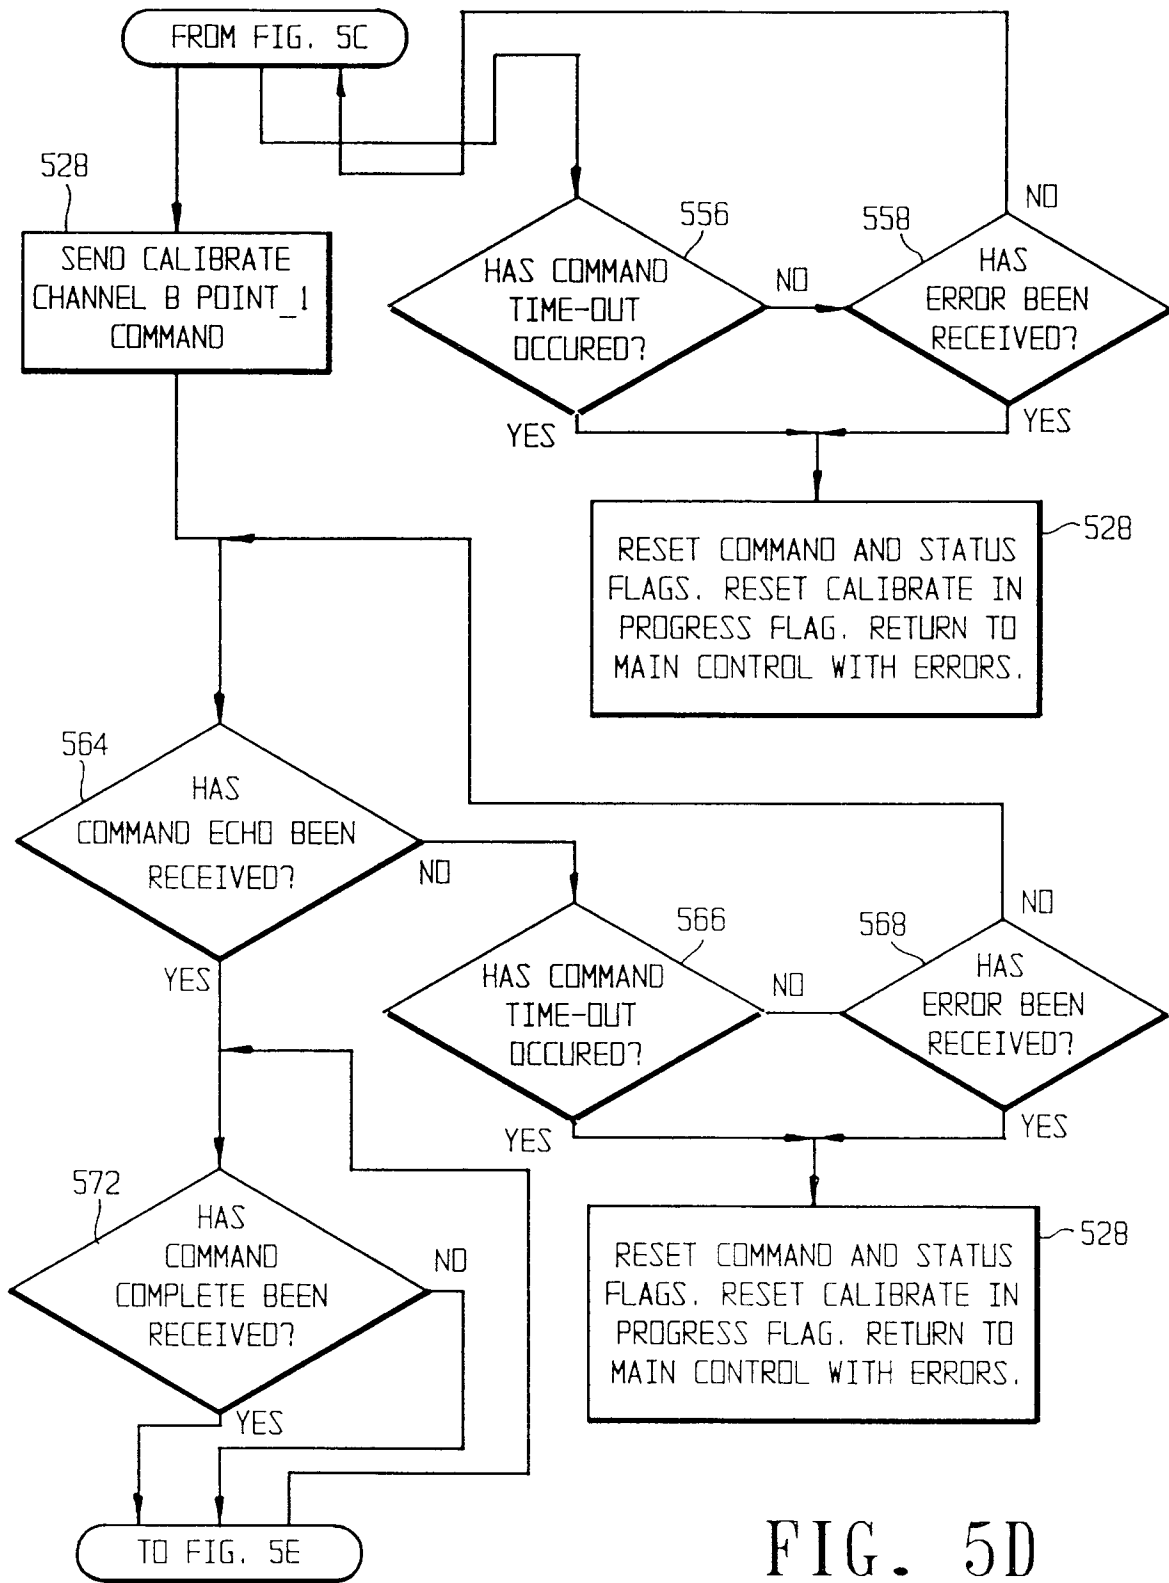 FROM FIG. 5C
528
SEND CALIBRATE
CHANNEL B POINT_1
COMMAND
556
HAS COMMAND
TIME-OUT
OCCURED?
NO
YES
558
HAS
ERROR BEEN
RECEIVED?
NO
YES
528
RESET COMMAND AND STATUS
FLAGS. RESET CALIBRATE IN
PROGRESS FLAG. RETURN TO
MAIN CONTROL WITH ERRORS.
564
HAS
COMMAND ECHO BEEN
RECEIVED?
NO
YES
566
HAS COMMAND
TIME-OUT
OCCURED?
NO
YES
568
HAS
ERROR BEEN
RECEIVED?
NO
YES
528
RESET COMMAND AND STATUS
FLAGS. RESET CALIBRATE IN
PROGRESS FLAG. RETURN TO
MAIN CONTROL WITH ERRORS.
572
HAS
COMMAND
COMPLETE BEEN
RECEIVED?
NO
YES
TO FIG. 5E
FIG. 5D